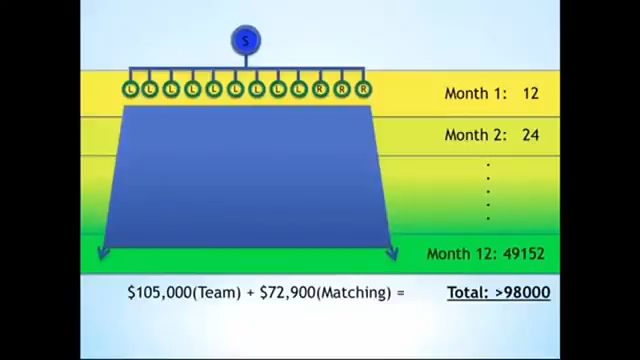 S
L L L L L L L L L R R R
Month 1: 12
Month 2: 24
Month 12: 49152
$105,000(Team) + $72,900(Matching) = Total: >98000